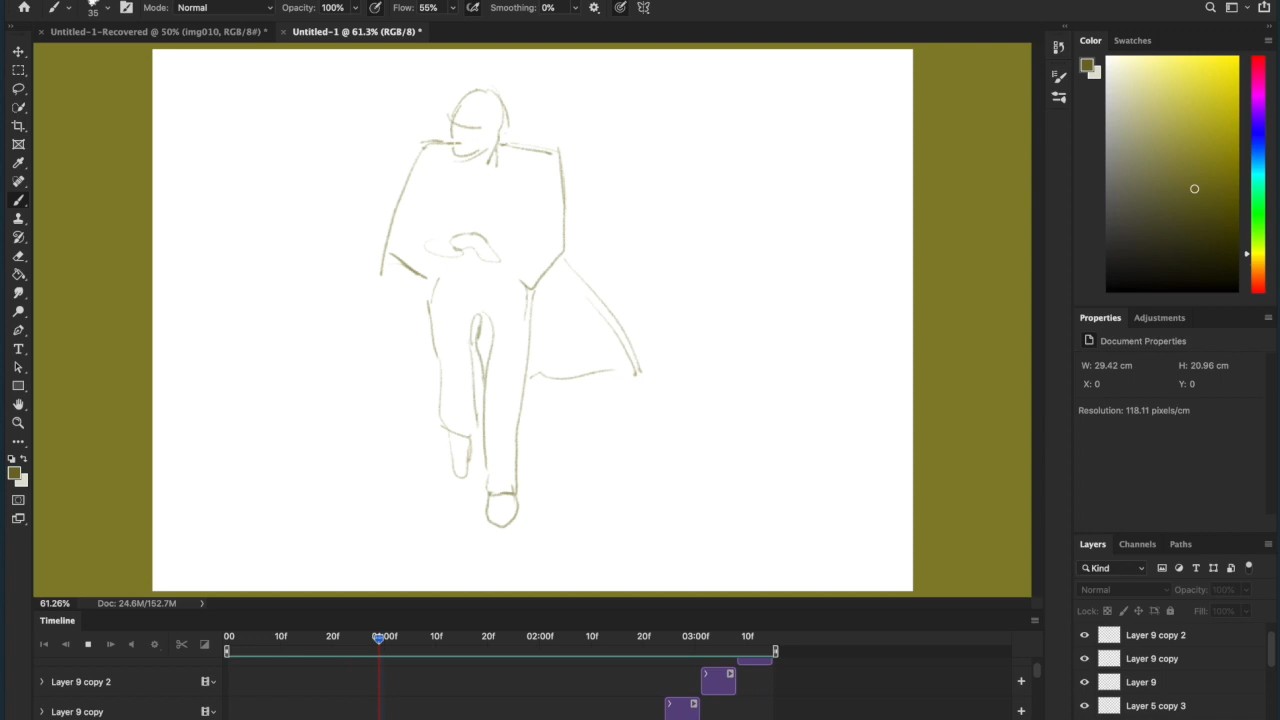 35 Mode: Normal Opacity: 100% Flow: 55% Smoothing: 0%
Untitled-1-Recovered @ 50% (img010, RGB/8#) * Untitled-1 @ 61.3% (RGB/8) *
Color Swatches
Properties Adjustments
Document Properties
W: 29.42 cm H: 20.96 cm
X: 0 Y: 0
Resolution: 118.11 pixels/cm
Layers Channels Paths
Kind
Normal Opacity: 100%
Lock: Fill: 100%
Layer 9 copy 2
Layer 9 copy
Layer 9
Layer 5 copy 3
61.26% Doc: 24.6M/152.7M
Timeline
00 10f 20f 01:00f 10f 20f 02:00f 10f 20f 03:00f 10f
Layer 9 copy 2
Layer 9 copy